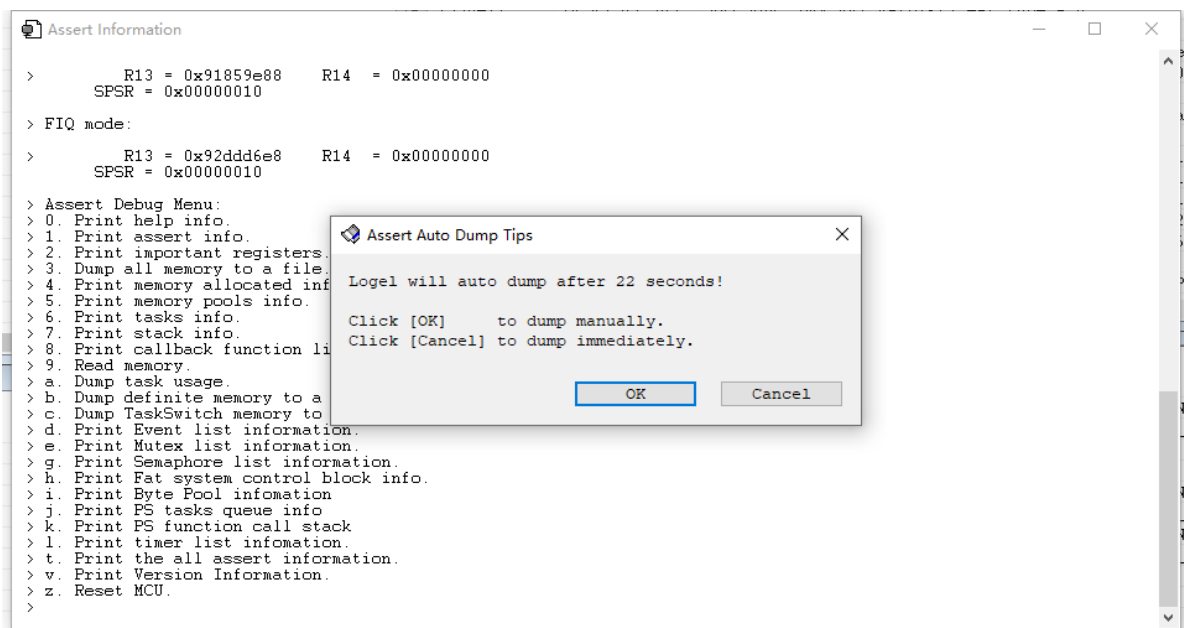 Assert Information
> R13 = 0x91859e88 R14 = 0x00000000
SPSR = 0x00000010
> FIQ mode:
> R13 = 0x92ddd6e8 R14 = 0x00000000
SPSR = 0x00000010
> Assert Debug Menu:
> 0. Print help info.
> 1. Print assert info.
> 2. Print important registers.
> 3. Dump all memory to a file.
> 4. Print memory allocated inf
> 5. Print memory pools info.
> 6. Print tasks info.
> 7. Print stack info.
> 8. Print callback function li
> 9. Read memory.
> a. Dump task usage.
> b. Dump definite memory to a
> c. Dump TaskSwitch memory to
> d. Print Event list information.
> e. Print Mutex list information.
> g. Print Semaphore list information.
> h. Print Fat system control block info.
> i. Print Byte Pool infomation
> j. Print PS tasks queue info
> k. Print PS function call stack
> l. Print timer list infomation.
> t. Print the all assert information.
> v. Print Version Information.
> z. Reset MCU.
>
Assert Auto Dump Tips
Logel will auto dump after 22 seconds!
Click [OK] to dump manually.
Click [Cancel] to dump immediately.
OK Cancel